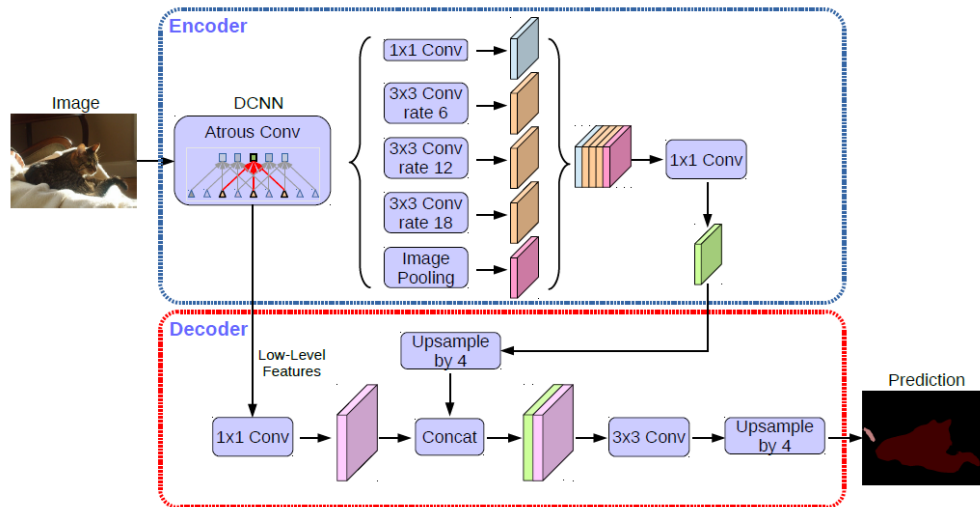 Encoder
Image
DCNN
Atrous Conv
1x1 Conv
3x3 Conv
rate 6
3x3 Conv
rate 12
3x3 Conv
rate 18
Image
Pooling
1x1 Conv
Decoder
Low-Level
Features
Upsample
by 4
1x1 Conv
Concat
3x3 Conv
Upsample
by 4
Prediction